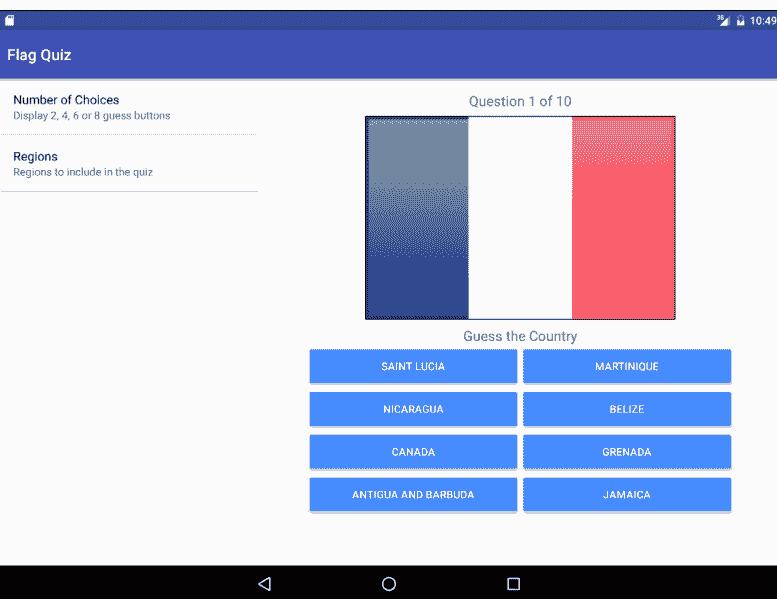 36 10:49
Flag Quiz
Number of Choices
Display 2, 4, 6 or 8 guess buttons
Regions
Regions to include in the quiz
Question 1 of 10
Guess the Country
SAINT LUCIA MARTINIQUE
NICARAGUA BELIZE
CANADA GRENADA
ANTIGUA AND BARBUDA JAMAICA